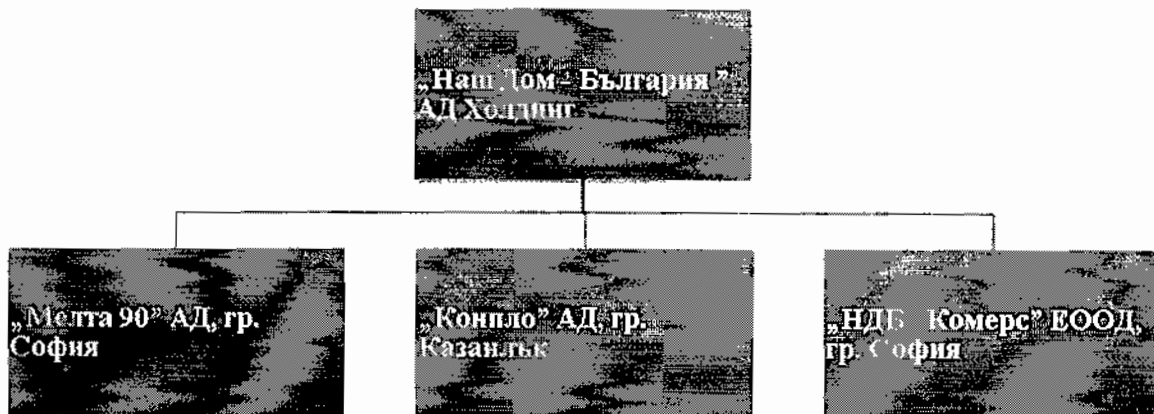 „Наш Дом - България ”
АД Холдинг
„Мелта 90” АД, гр.
София
„Конпло” АД, гр.
Казанлък
„НДБ Комерс” ЕООД,
гр. София